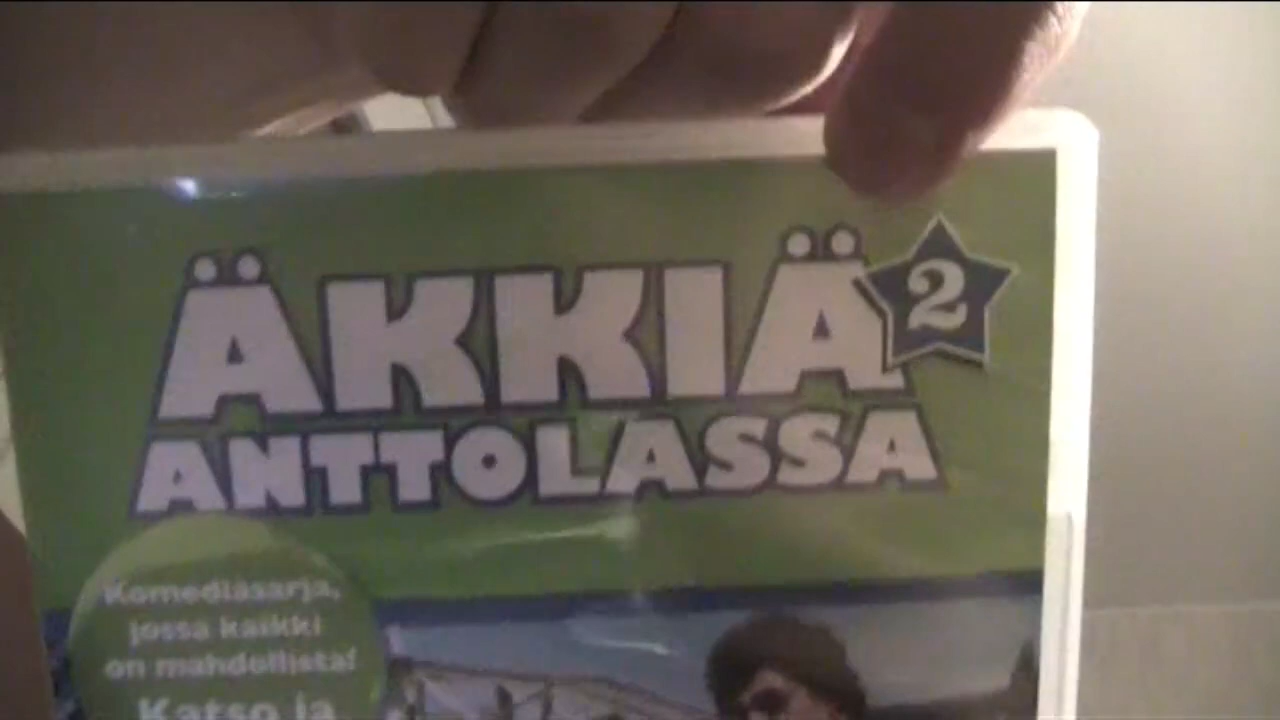 ÄKKIÄ
2
ANTTOLASSA
Komediasarja,
jossa kaikki
on mahdollista!
Katso ja